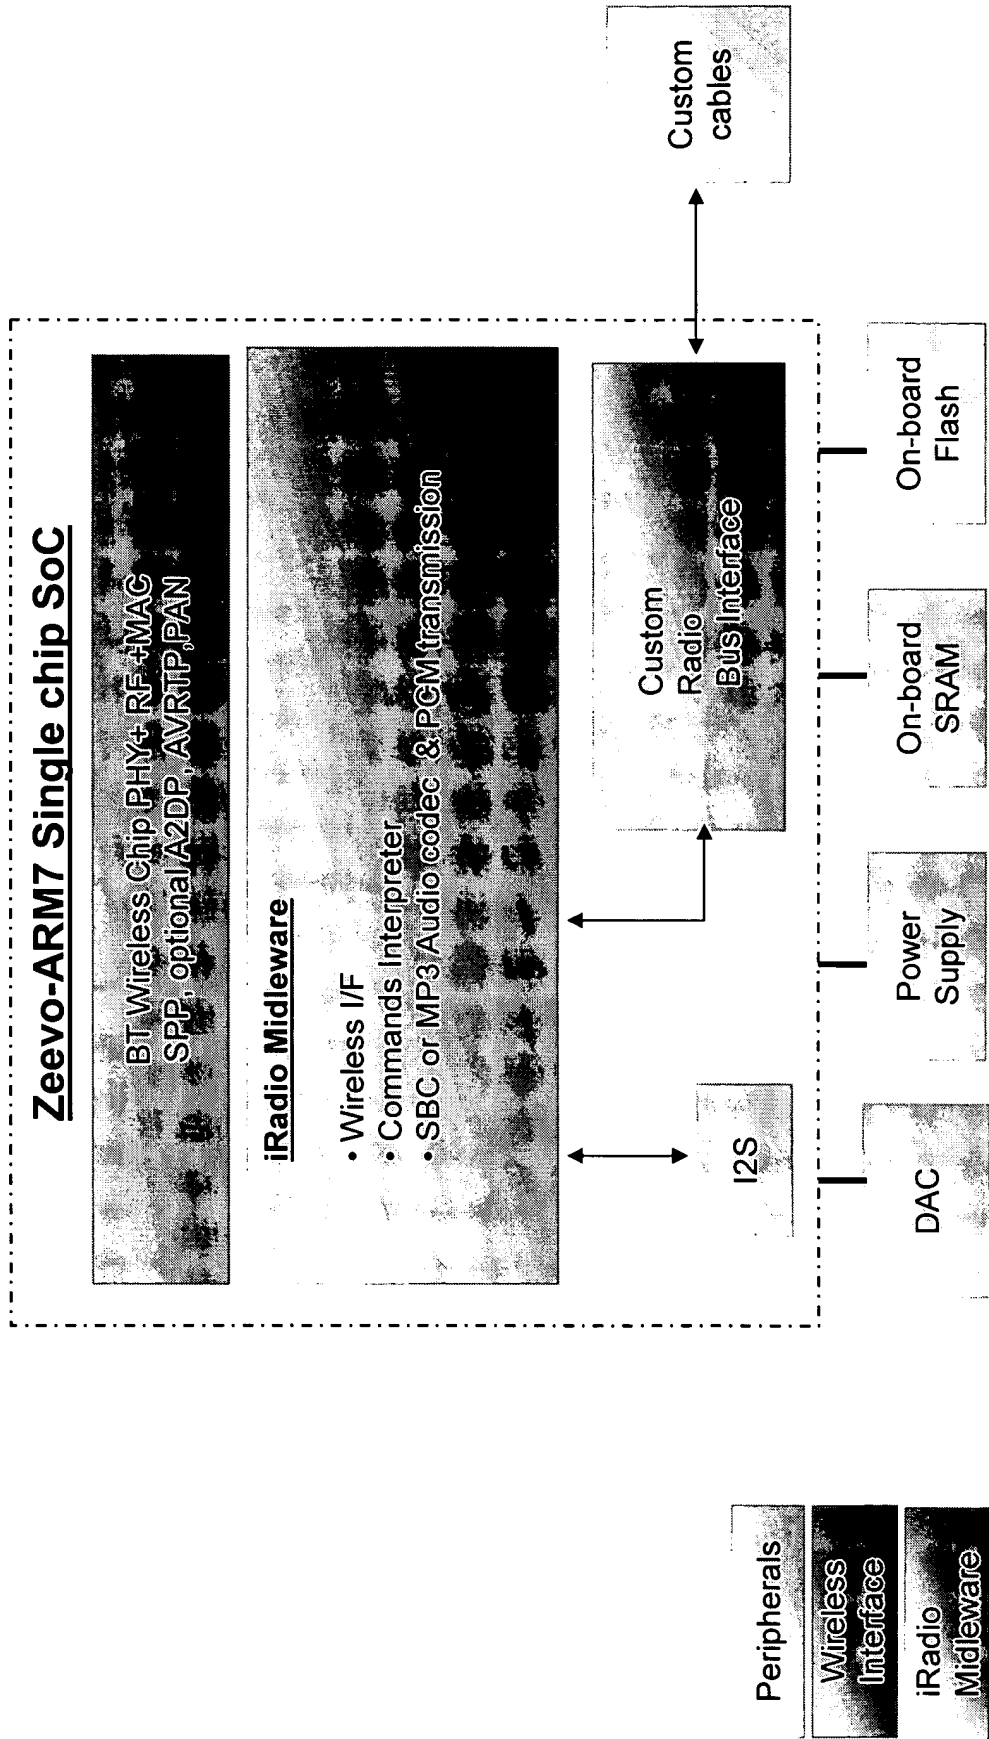 Zeevo-ARM7 Single chip SoC
BT Wireless Chip PHY+ RF +MAC
SPP, optional A2DP, AVRTP,PAN
iRadio Midleware
• Wireless I/F
• Commands Interpreter
• SBC or MP3 Audio codec & PCM transmission
I2S
Custom
Radio
Bus Interface
Custom
cables
DAC
Power
Supply
On-board
SRAM
On-board
Flash
Peripherals
Wireless
Interface
iRadio
Midleware